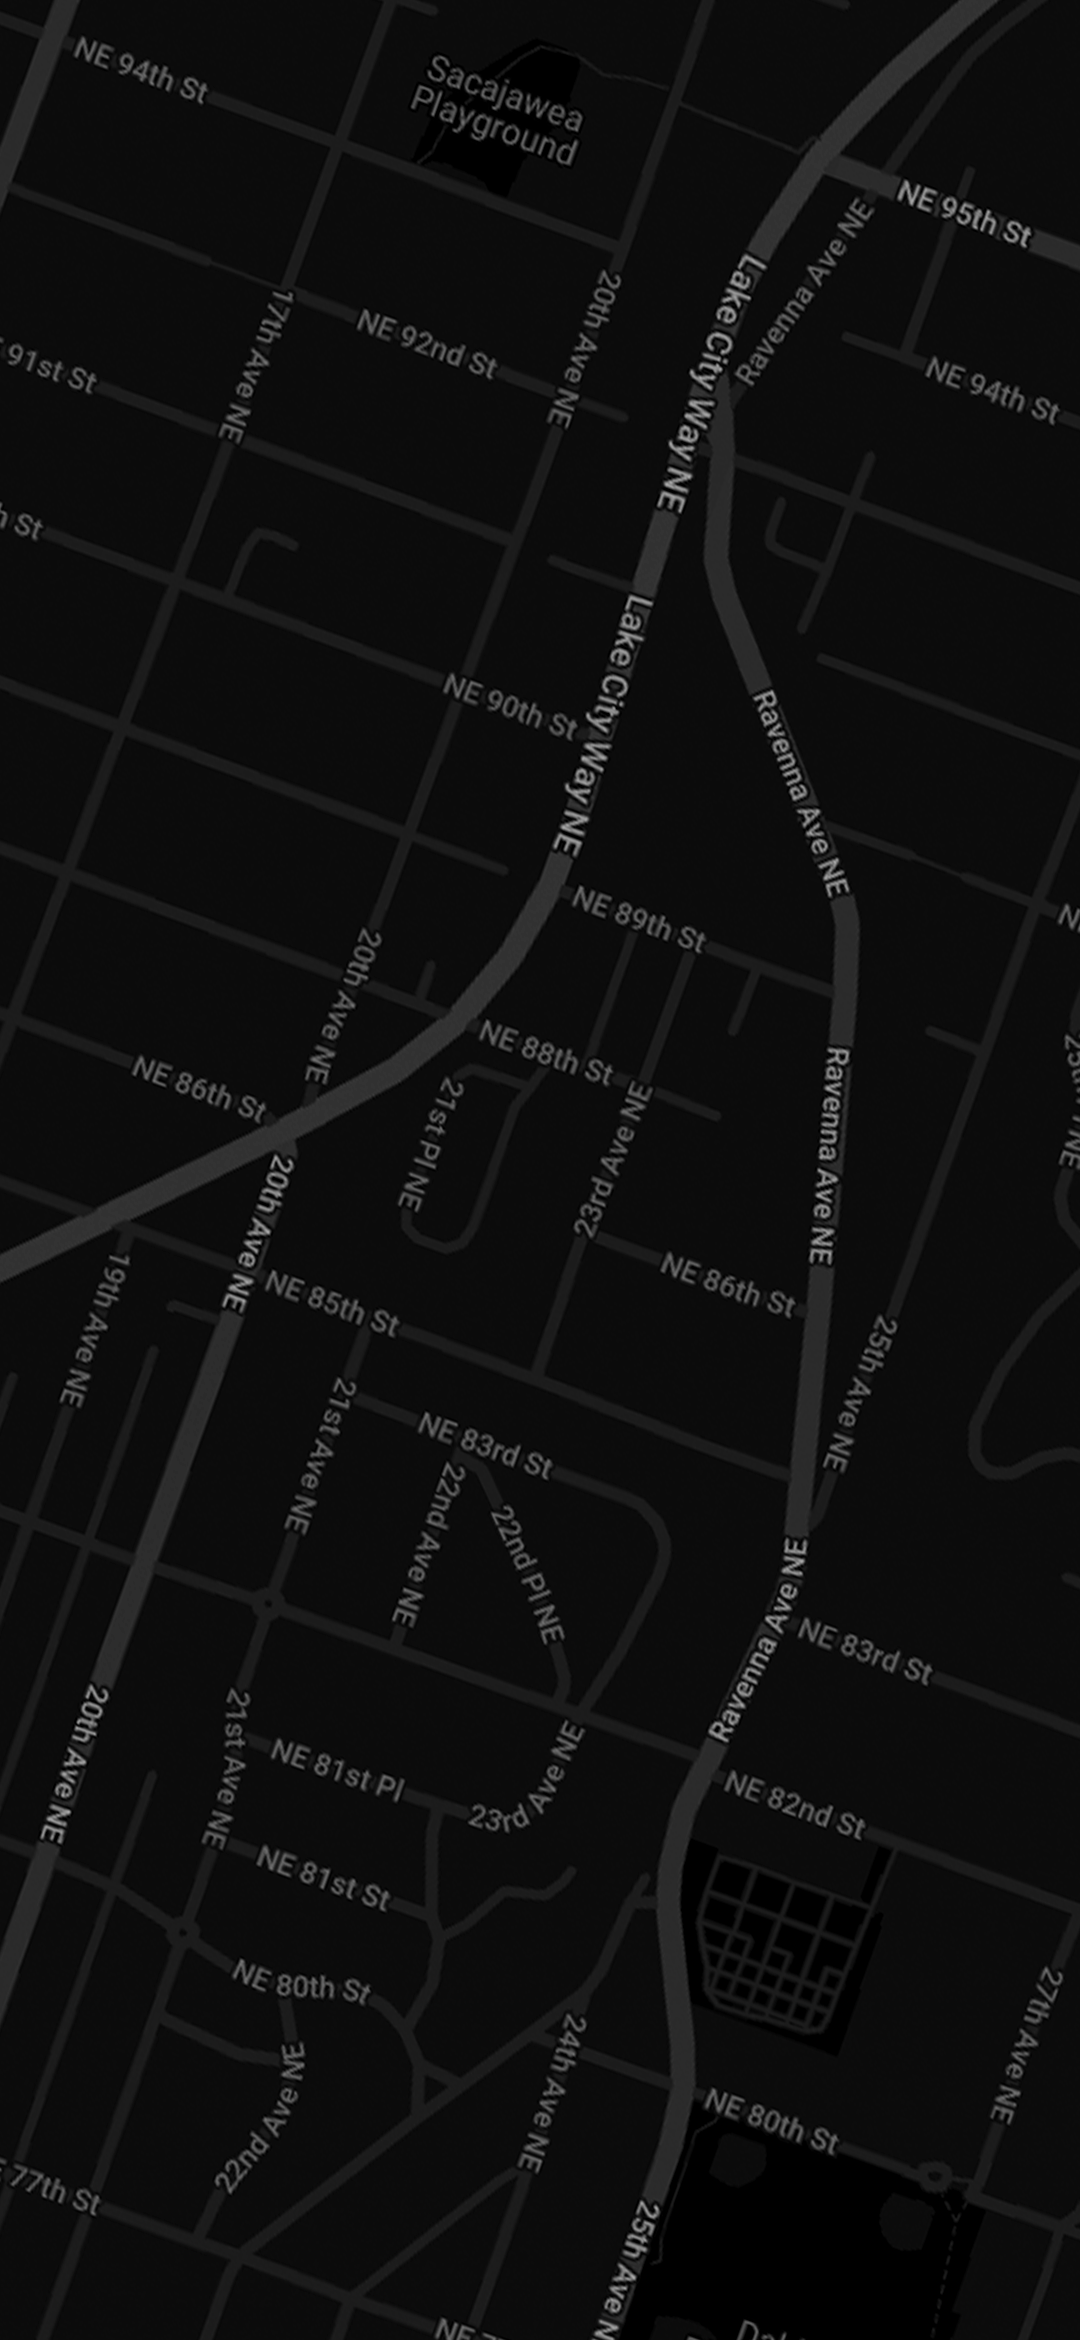 NE 94th St
Sacajawea
Playground
NE 95th St
Ravenna Ave NE
Lake City Way NE
20th Ave NE
17th Ave NE
NE 92nd St
91st St
NE 94th St
St
Lake City Way NE
NE 90th St
Ravenna Ave NE
NE 89th St
20th Ave NE
NE 88th St
25th
NE
NE 86th St
21st Pl NE
23rd Ave NE
Ravenna Ave NE
20th Ave NE
19th Ave NE
NE 85th St
NE 86th St
25th Ave NE
21st Ave NE
NE 83rd St
22nd Ave NE
22nd Pl NE
Ravenna Ave NE
NE 83rd St
20th Ave NE
21st Ave NE
NE 81st Pl
23rd Ave NE
NE 82nd St
NE 81st St
NE 80th St
24th Ave NE
27th Ave NE
22nd Ave NE
NE 80th St
77th St
25th Ave N
NE